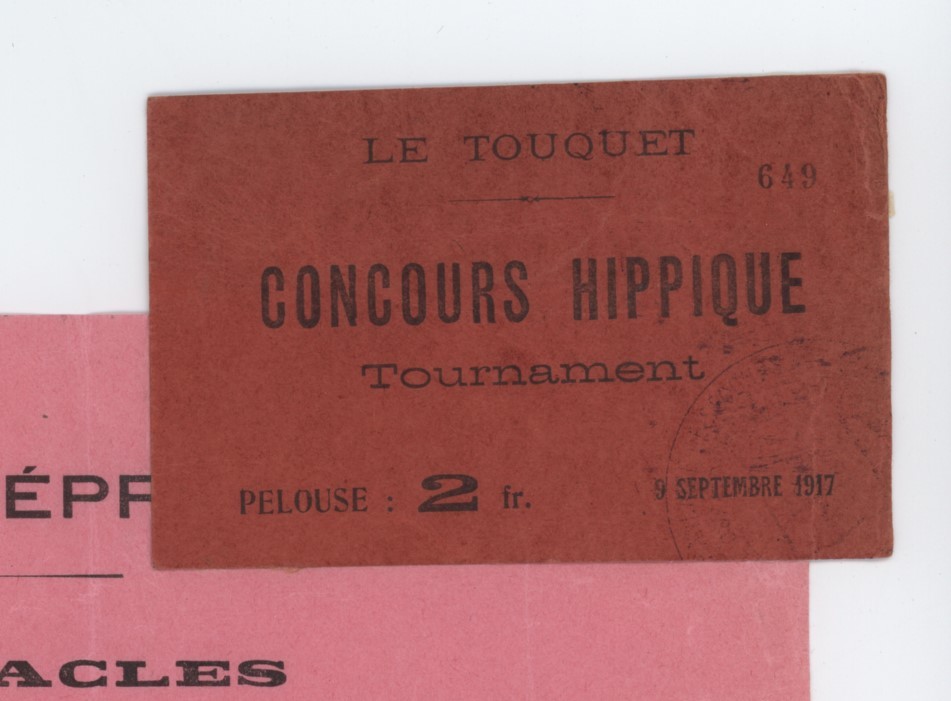 LE TOUQUET
649
CONCOURS HIPPIQUE
Tournament
PELOUSE : 2 fr.
9 SEPTEMBRE 1917
ÉPR
ACLES